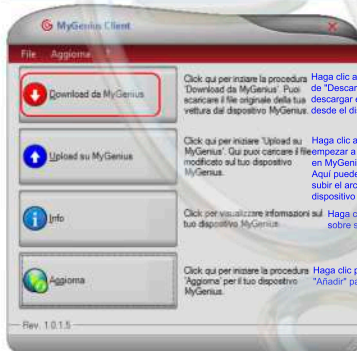 MyGenius Client
File Aggiorna ?
Download da MyGenius
Click qui per iniziare la procedura
'Download da MyGenius'. Puoi
scaricare il file originale della tua
vettura dal dispositivo MyGenius.
Haga clic a
de "Descar
descargar e
desde el di
Upload su MyGenius
Click qui per iniziare 'Upload su
MyGenius'. Qui puoi caricare il file
modificato sul tuo dispositivo
MyGenius.
Haga clic a
empezar a
en MyGeni
Aquí puede
subir el arc
dispositivo
Info
Click per visualizzare informazioni sul
tuo dispositivo MyGenius
Haga c
sobre s
Aggiorna
Click qui per iniziare la procedura
'Aggiorna' per il tuo dispositivo
MyGenius.
Haga clic p
"Añadir" pa
Rev. 1.0.1.5